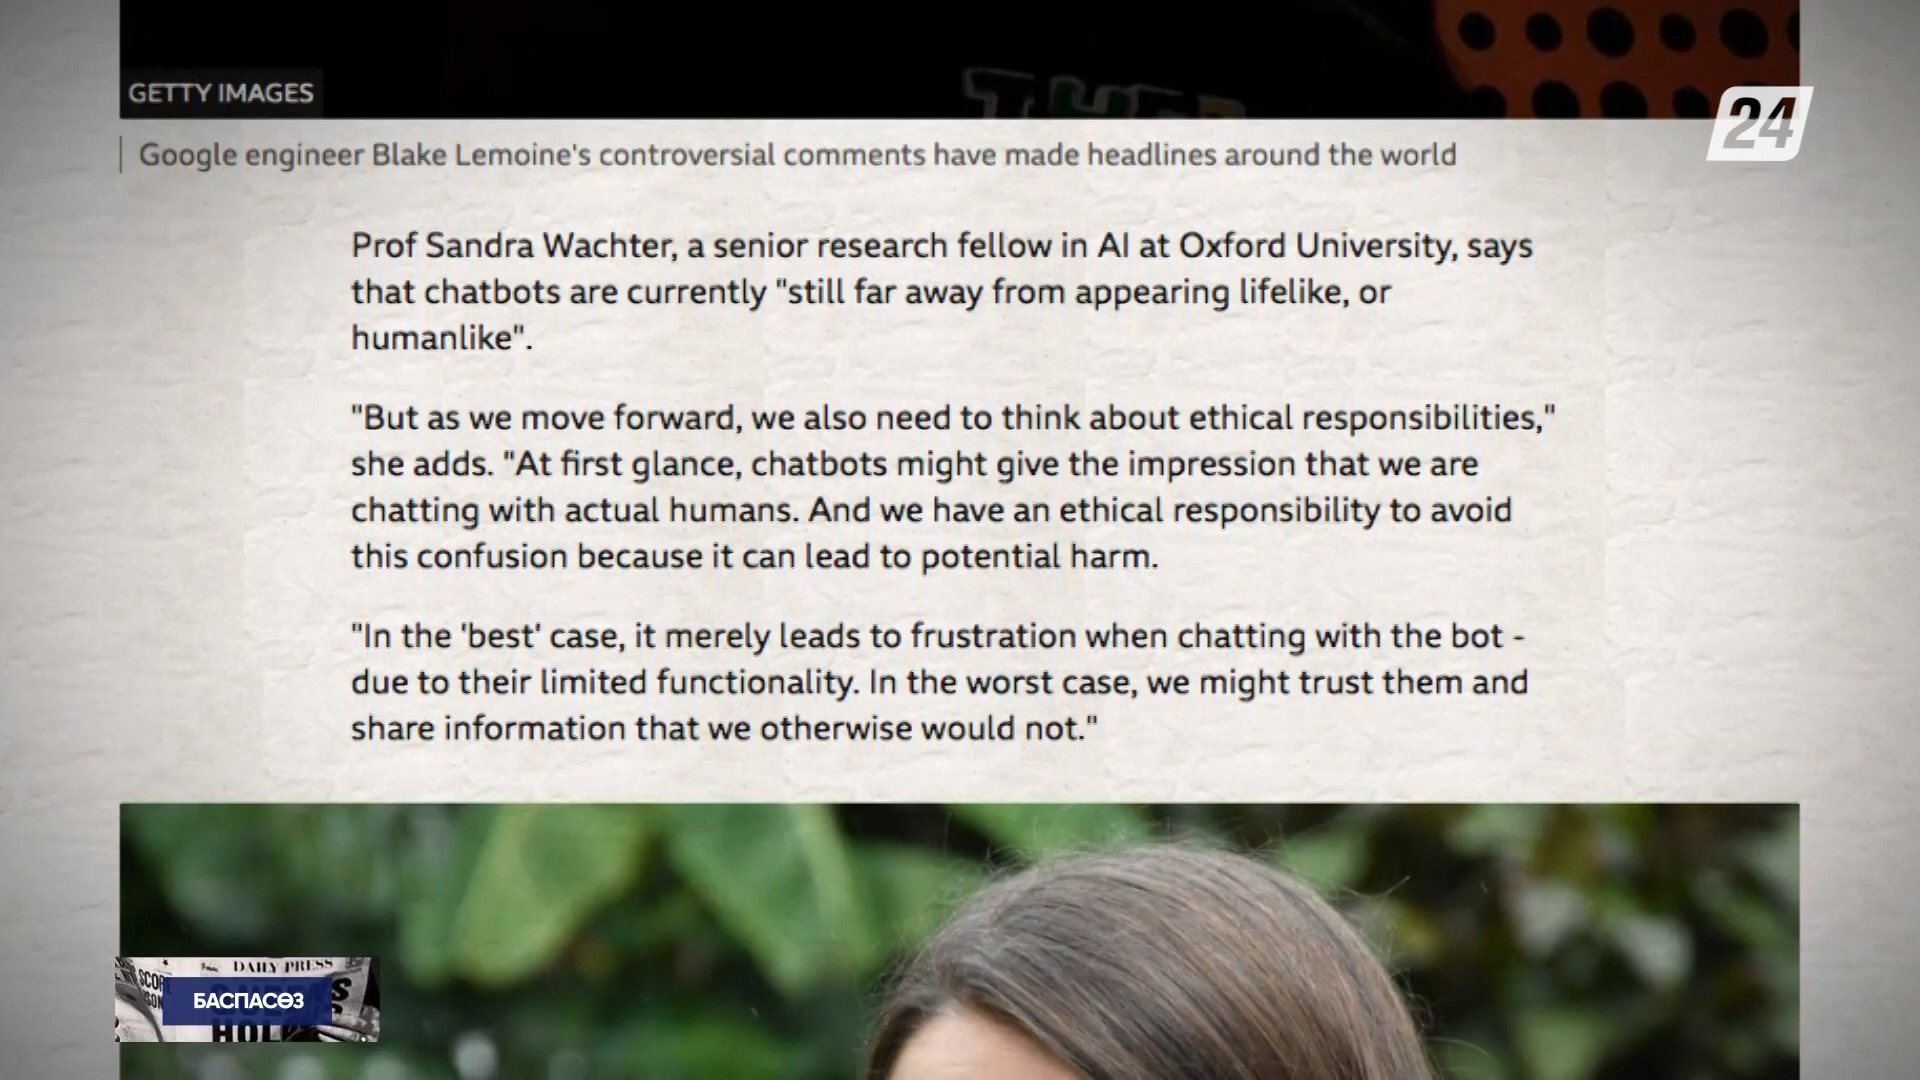 GETTY IMAGES
24
Google engineer Blake Lemoine's controversial comments have made headlines around the world
Prof Sandra Wachter, a senior research fellow in AI at Oxford University, says
that chatbots are currently "still far away from appearing lifelike, or
humanlike".
"But as we move forward, we also need to think about ethical responsibilities,"
she adds. "At first glance, chatbots might give the impression that we are
chatting with actual humans. And we have an ethical responsibility to avoid
this confusion because it can lead to potential harm.
"In the 'best' case, it merely leads to frustration when chatting with the bot -
due to their limited functionality. In the worst case, we might trust them and
share information that we otherwise would not."
DAILY PRESS
БАСПАСӨЗ